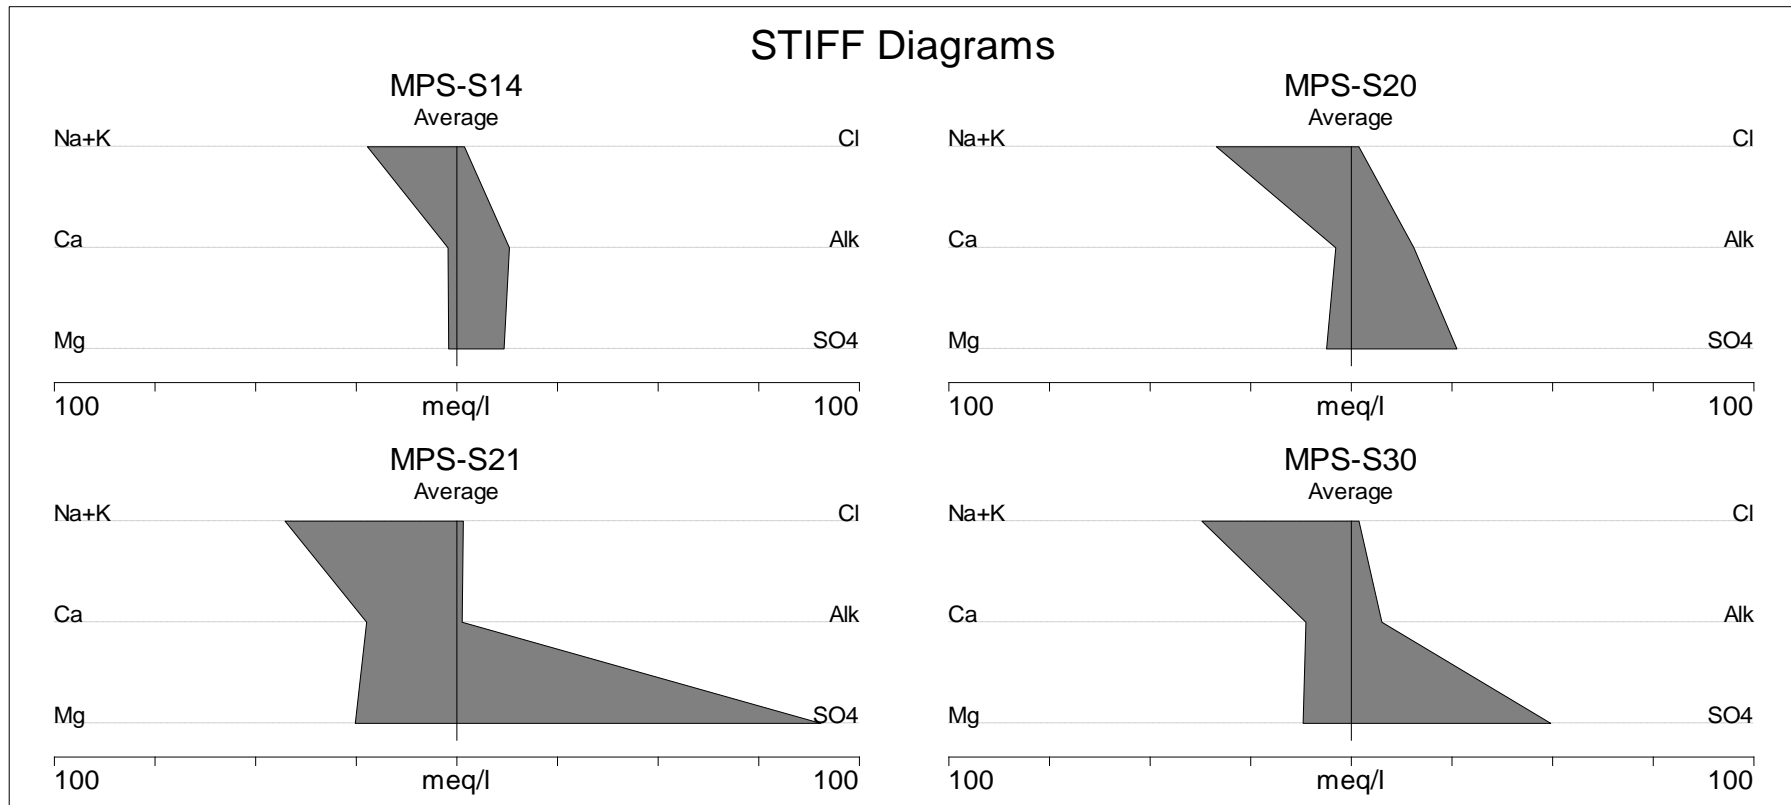 STIFF Diagrams
MPS-S14
Average
Na+K Cl
Ca Alk
Mg SO4
100 meq/l 100
MPS-S20
Average
Na+K Cl
Ca Alk
Mg SO4
100 meq/l 100
MPS-S21
Average
Na+K Cl
Ca Alk
Mg SO4
100 meq/l 100
MPS-S30
Average
Na+K Cl
Ca Alk
Mg SO4
100 meq/l 100